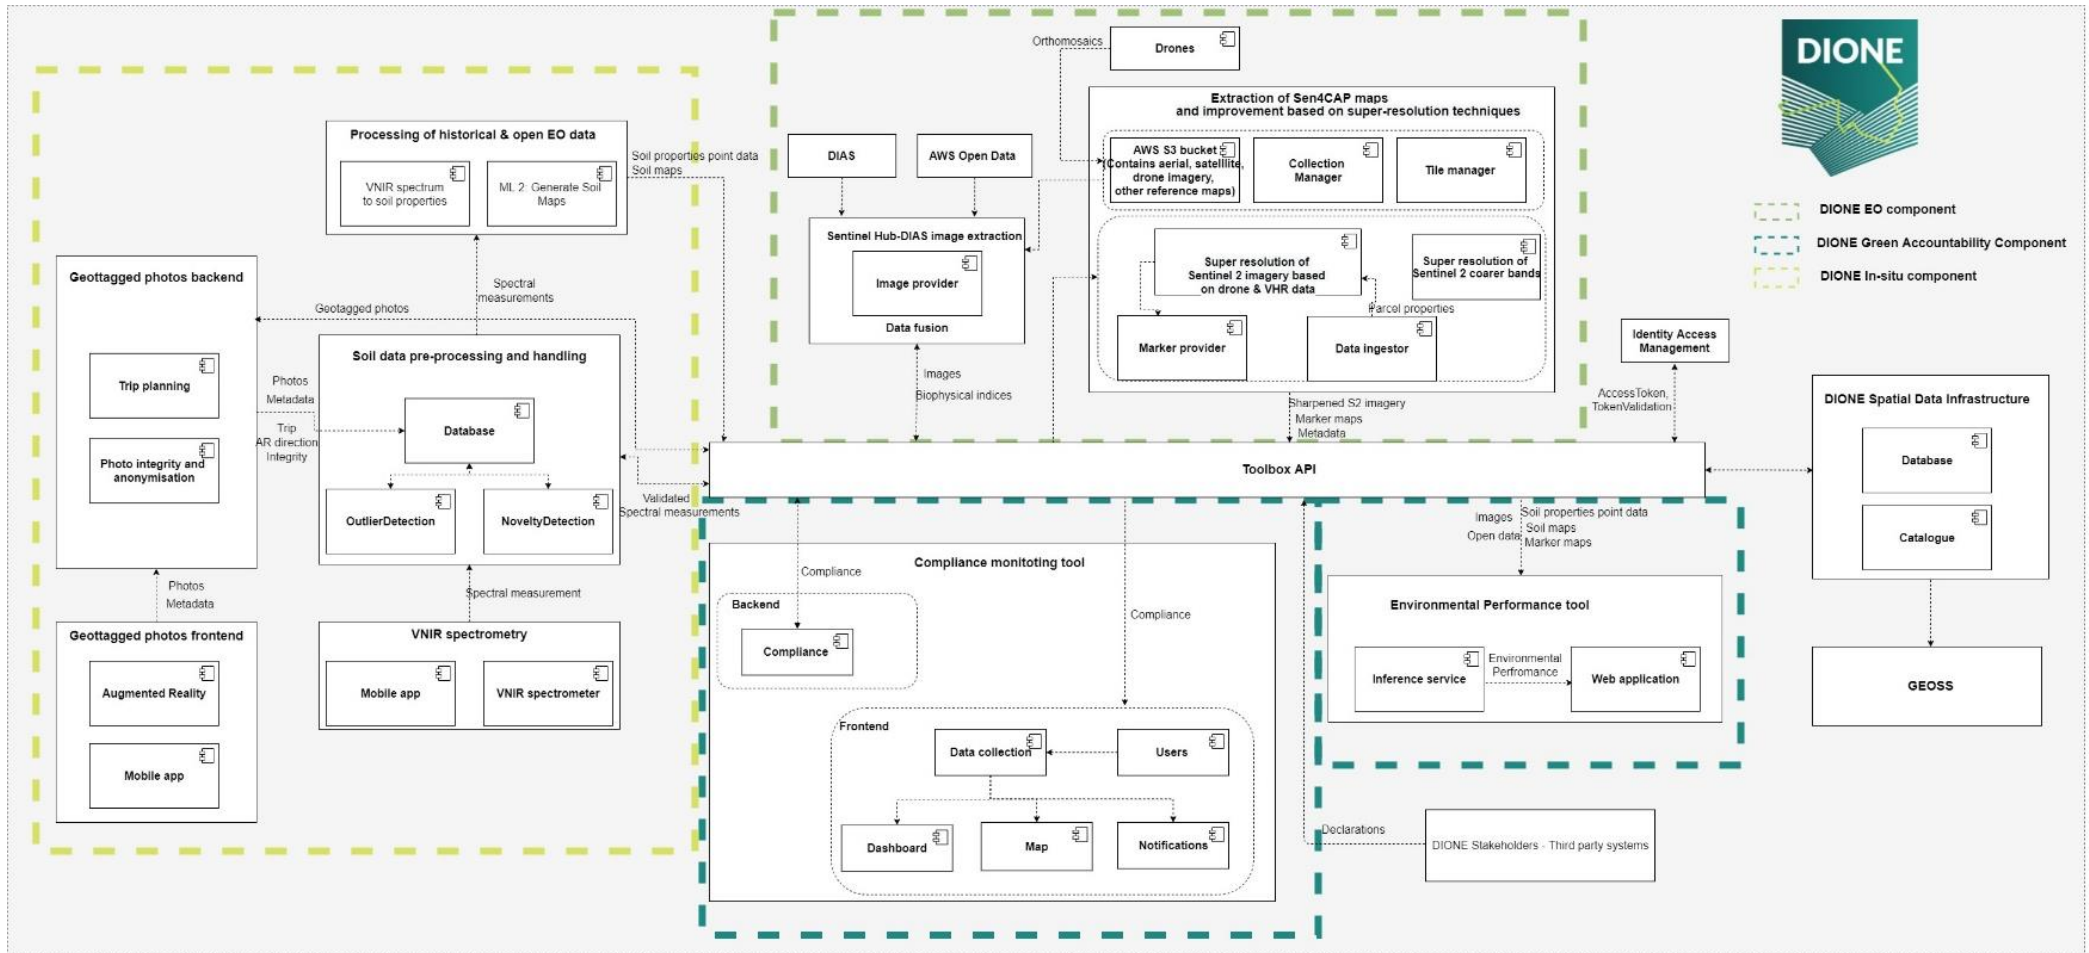 DIONE
DIONE EO component
DIONE Green Accountability Component
DIONE In-situ component
Processing of historical & open EO data
VNIR spectrum
to soil properties
ML 2: Generate Soil
Maps
Soil properties point data
Soil maps
Geottagged photos backend
Trip planning
Photo integrity and
anonymisation
Geotagged photos
Spectral
measurements
Photos
Metadata
Trip
AR direction
Integrity
Soil data pre-processing and handling
Database
OutlierDetection
NoveltyDetection
Validated
Spectral measurements
Photos
Metadata
Spectral measurement
Geottagged photos frontend
Augmented Reality
Mobile app
VNIR spectrometry
Mobile app
VNIR spectrometer
Orthomosaics
Drones
DIAS
AWS Open Data
Sentinel Hub-DIAS image extraction
Image provider
Data fusion
Images
Biophysical indices
Extraction of Sen4CAP maps
and improvement based on super-resolution techniques
AWS S3 bucket
(Contains aerial, satelllite,
drone imagery,
other reference maps)
Collection
Manager
Tile manager
Super resolution of
Sentinel 2 imagery based
on drone & VHR data
Super resolution of
Sentinel 2 coarer bands
Parcel properties
Marker provider
Data ingestor
Sharpened S2 imagery
Marker maps
Metadata
Identity Access
Management
AccessToken,
TokenValidation
Toolbox API
DIONE Spatial Data Infrastructure
Database
Catalogue
GEOSS
Compliance monitoting tool
Compliance
Backend
Compliance
Compliance
Frontend
Data collection
Users
Dashboard
Map
Notifications
Images
Open data
Soil properties point data
Soil maps
Marker maps
Environmental Performance tool
Inference service
Environmental
Perfromance
Web application
Declarations
DIONE Stakeholders - Third party systems